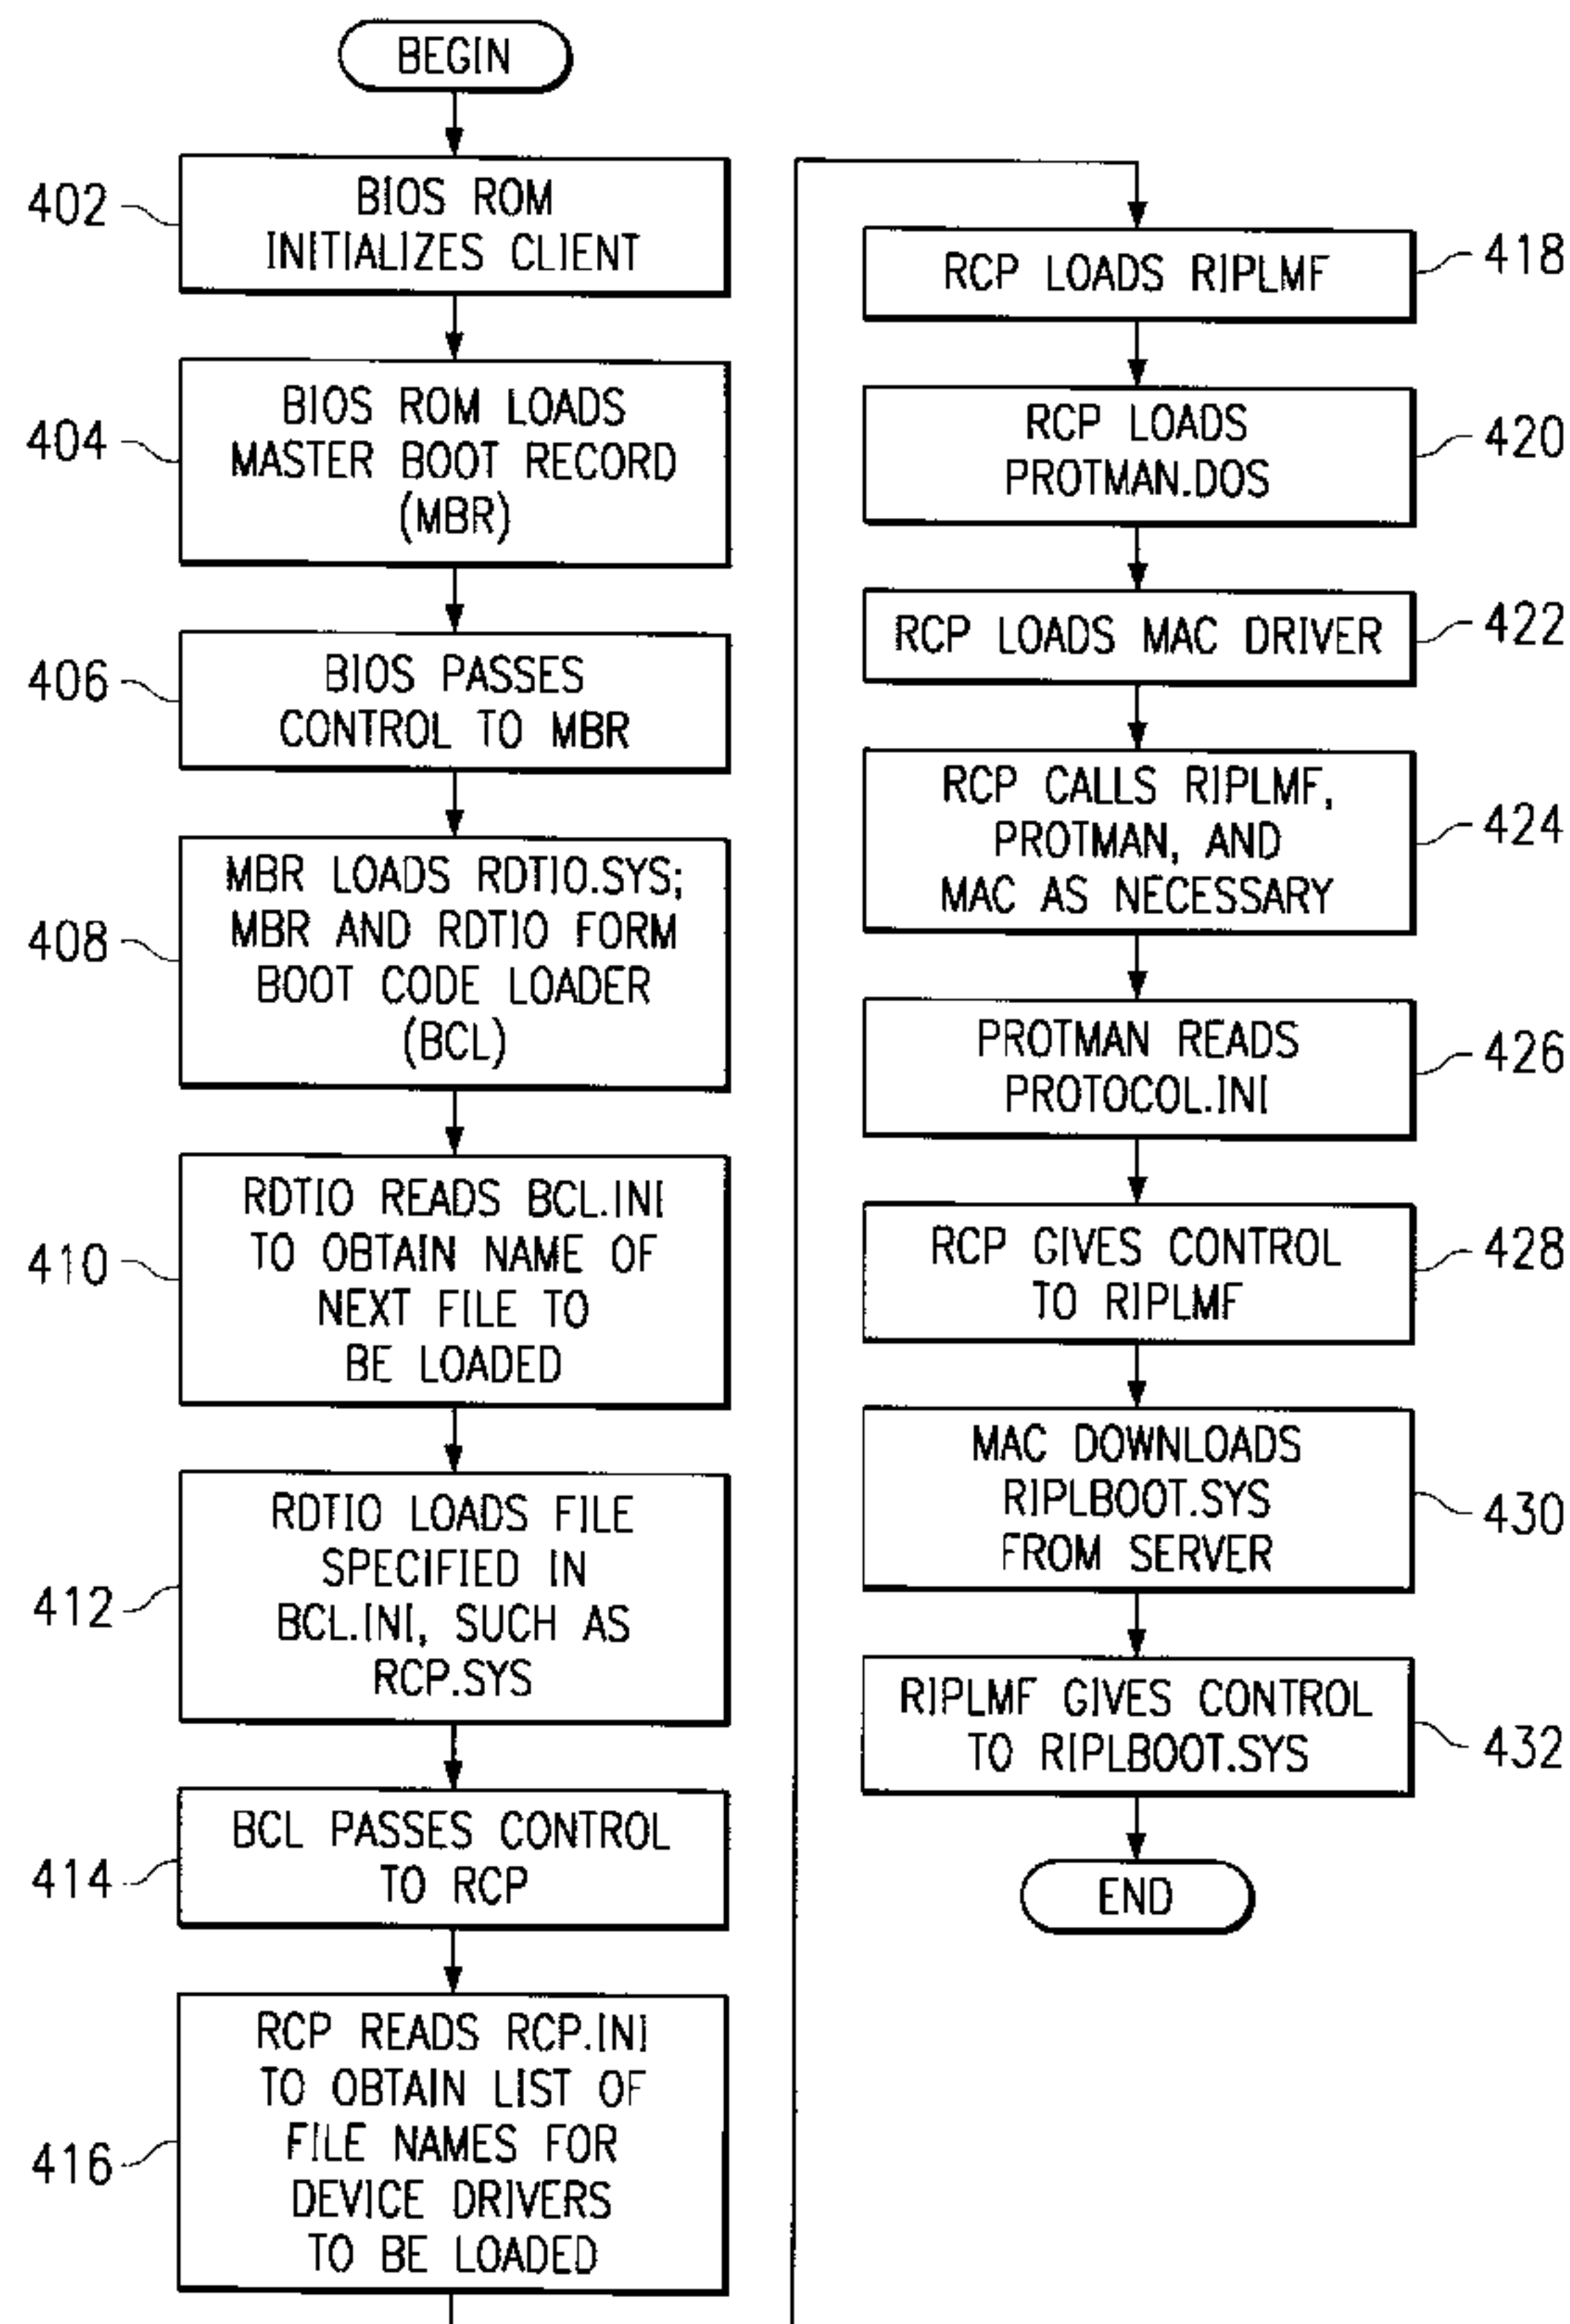 BEGIN
402
BIOS ROM
INITIALIZES CLIENT
404
BIOS ROM LOADS
MASTER BOOT RECORD
(MBR)
406
BIOS PASSES
CONTROL TO MBR
408
MBR LOADS RDTIO.SYS;
MBR AND RDTIO FORM
BOOT CODE LOADER
(BCL)
410
RDTIO READS BCL.INI
TO OBTAIN NAME OF
NEXT FILE TO
BE LOADED
412
RDTIO LOADS FILE
SPECIFIED IN
BCL.INI, SUCH AS
RCP.SYS
414
BCL PASSES CONTROL
TO RCP
416
RCP READS RCP.INI
TO OBTAIN LIST OF
FILE NAMES FOR
DEVICE DRIVERS
TO BE LOADED
RCP LOADS RIPLMF
418
RCP LOADS
PROTMAN.DOS
420
RCP LOADS MAC DRIVER
422
RCP CALLS RIPLMF,
PROTMAN, AND
MAC AS NECESSARY
424
PROTMAN READS
PROTOCOL.INI
426
RCP GIVES CONTROL
TO RIPLMF
428
MAC DOWNLOADS
RIPLBOOT.SYS
FROM SERVER
430
RIPLMF GIVES CONTROL
TO RIPLBOOT.SYS
432
END